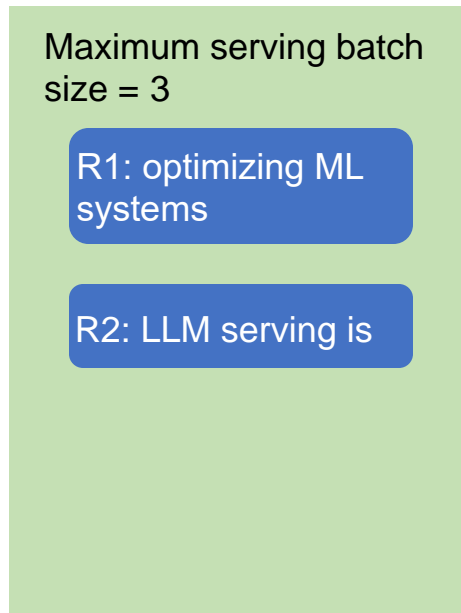 Maximum serving batch
size = 3
R1: optimizing ML
systems
R2: LLM serving is